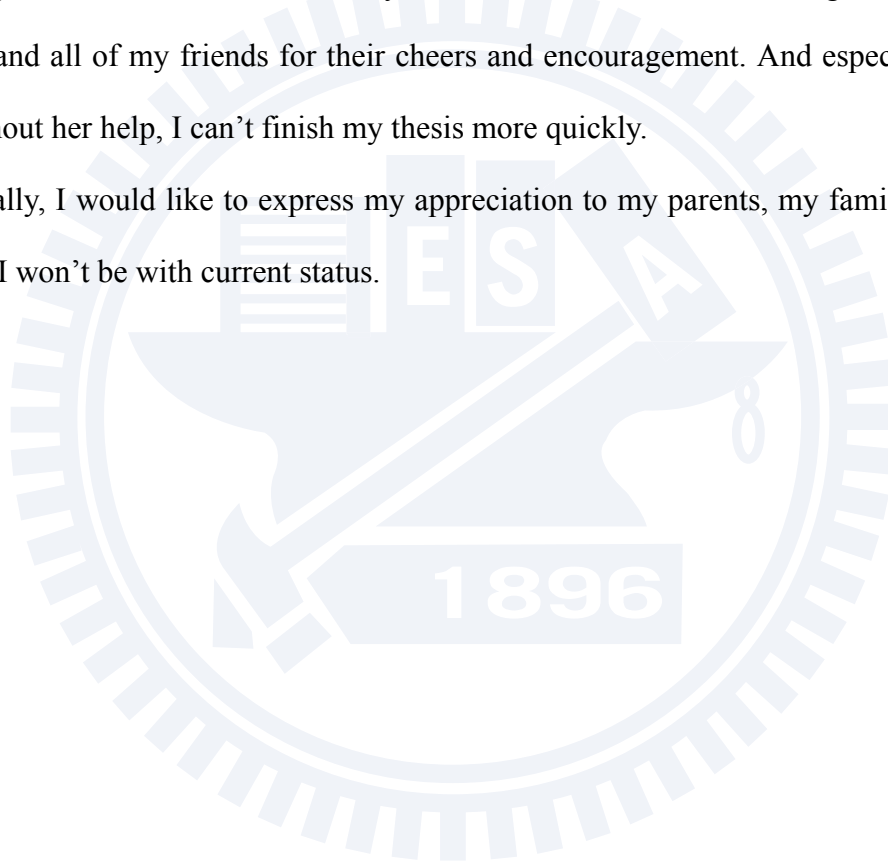 and all of my friends for their cheers and encouragement. And espec
out her help, I can't finish my thesis more quickly.
ally, I would like to express my appreciation to my parents, my fami
I won't be with current status.
E S A
1896